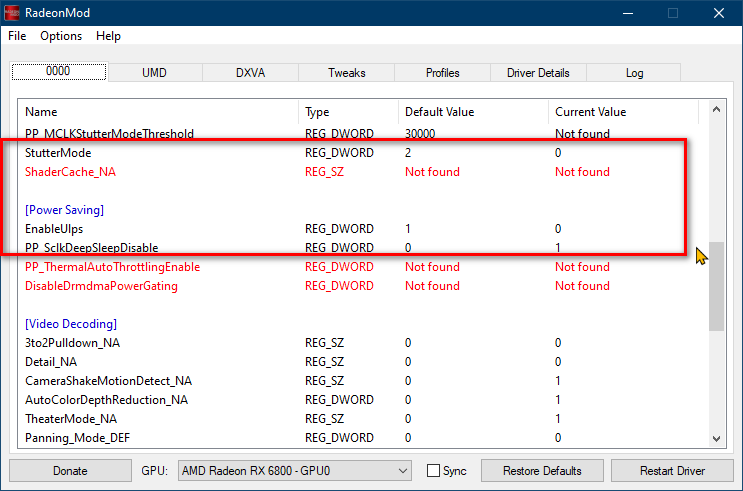 RadeonMod
File Options Help
0000 UMD DXVA Tweaks Profiles Driver Details Log
Name Type Default Value Current Value
PP_MCLKStutterModeThreshold REG_DWORD 30000 Not found
StutterMode REG_DWORD 2 0
ShaderCache_NA REG_SZ Not found Not found
[Power Saving]
EnableUlps REG_DWORD 1 0
PP_SclkDeepSleepDisable REG_DWORD 0 1
PP_ThermalAutoThrottlingEnable REG_DWORD Not found Not found
DisableDrmdmaPowerGating REG_DWORD Not found Not found
[Video Decoding]
3to2Pulldown_NA REG_SZ 0 0
Detail_NA REG_SZ 0 0
CameraShakeMotionDetect_NA REG_SZ 0 1
AutoColorDepthReduction_NA REG_DWORD 0 1
TheaterMode_NA REG_SZ 0 1
Panning_Mode_DEF REG_DWORD 0 0
Donate GPU: AMD Radeon RX 6800 - GPU0 Sync Restore Defaults Restart Driver